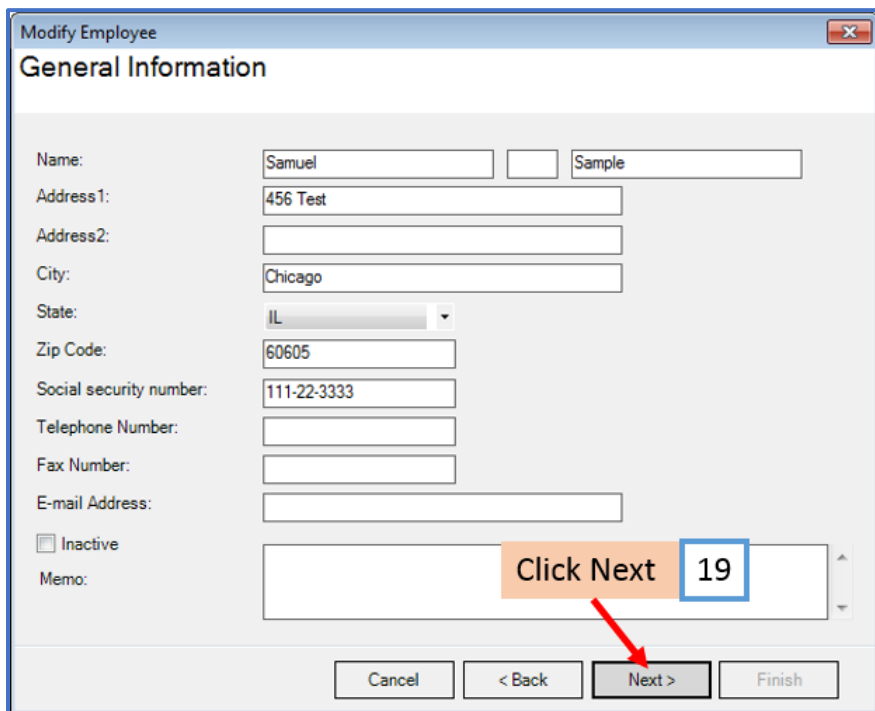 Modify Employee
General Information
Name: Samuel Sample
Address1: 456 Test
Address2:
City: Chicago
State: IL
Zip Code: 60605
Social security number: 111-22-3333
Telephone Number:
Fax Number:
E-mail Address:
Inactive
Memo:
Click Next 19
Cancel < Back Next > Finish